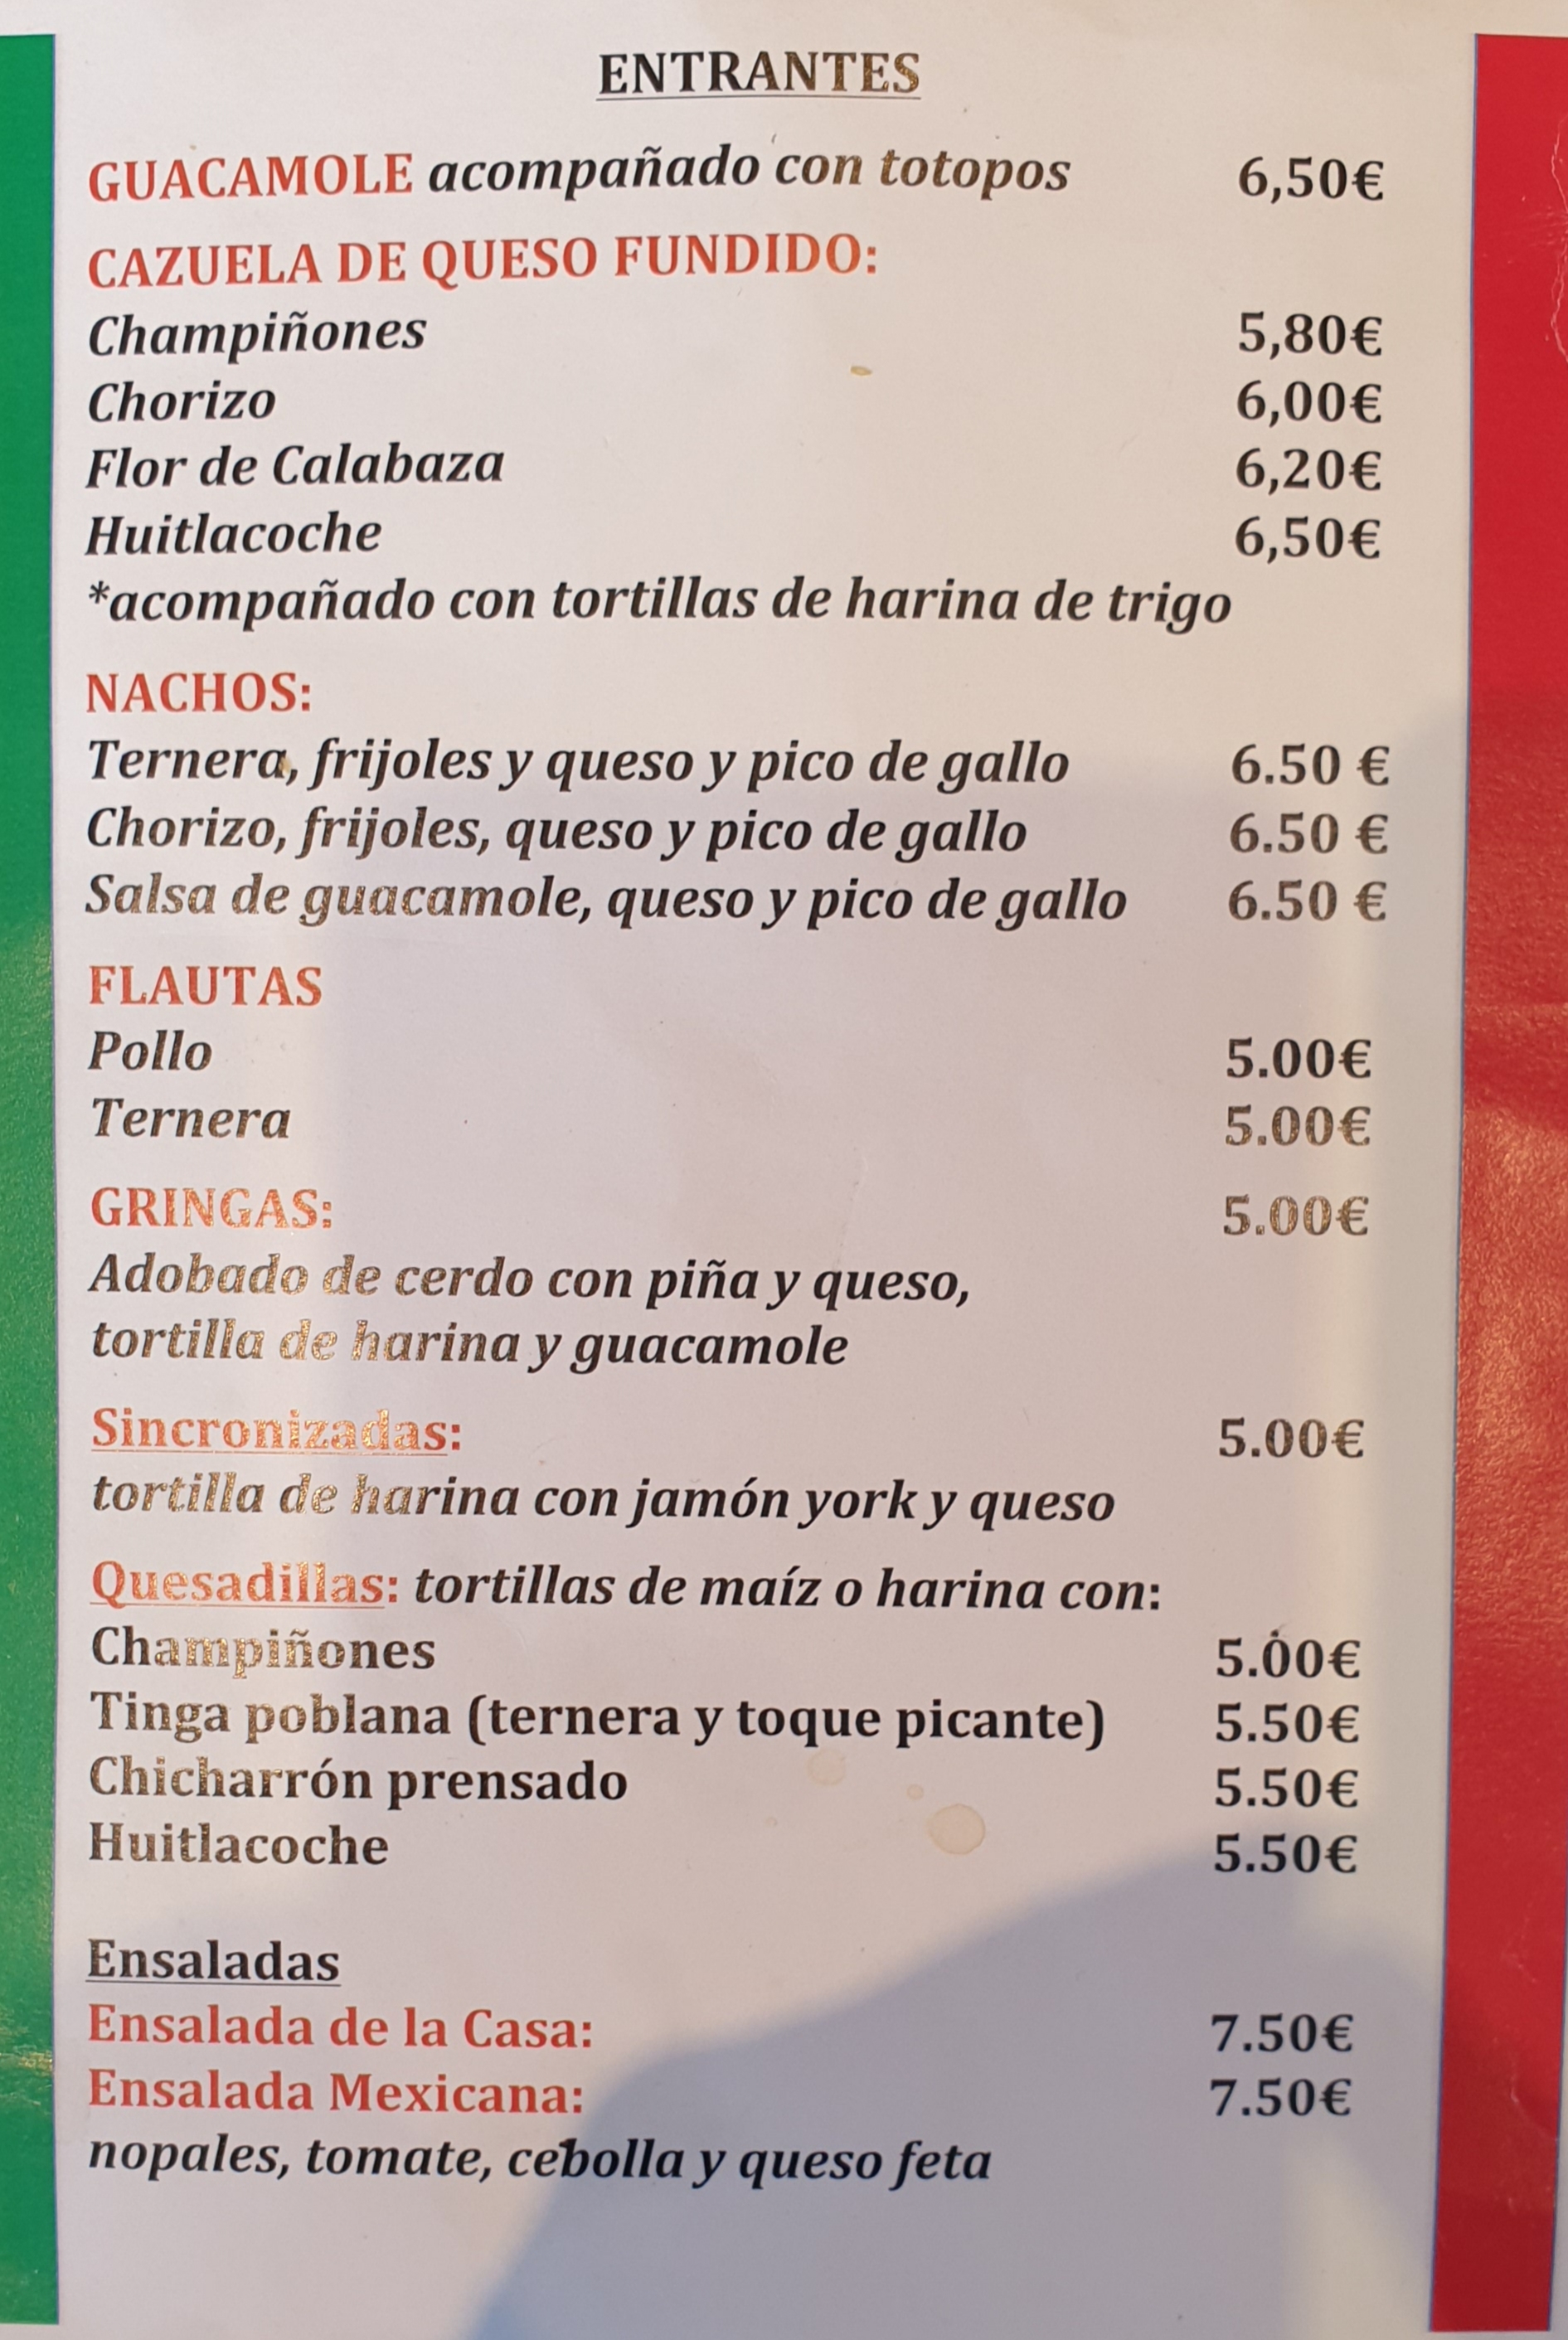 ENTRANTES
GUACAMOLE acompañado con totopos 6,50€
CAZUELA DE QUESO FUNDIDO:
Champiñones 5,80€
Chorizo 6,00€
Flor de Calabaza 6,20€
Huitlacoche 6,50€
*acompañado con tortillas de harina de trigo
NACHOS:
Ternera, frijoles y queso y pico de gallo 6.50 €
Chorizo, frijoles, queso y pico de gallo 6.50 €
Salsa de guacamole, queso y pico de gallo 6.50 €
FLAUTAS
Pollo 5.00€
Ternera 5.00€
GRINGAS: 5.00€
Adobado de cerdo con piña y queso,
tortilla de harina y guacamole
Sincronizadas: 5.00€
tortilla de harina con jamón york y queso
Quesadillas: tortillas de maíz o harina con:
Champiñones 5.00€
Tinga poblana (ternera y toque picante) 5.50€
Chicharrón prensado 5.50€
Huitlacoche 5.50€
Ensaladas
Ensalada de la Casa: 7.50€
Ensalada Mexicana: 7.50€
nopales, tomate, cebolla y queso feta